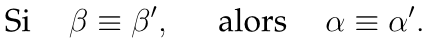 Si β ≡ β′, alors α ≡ α′.